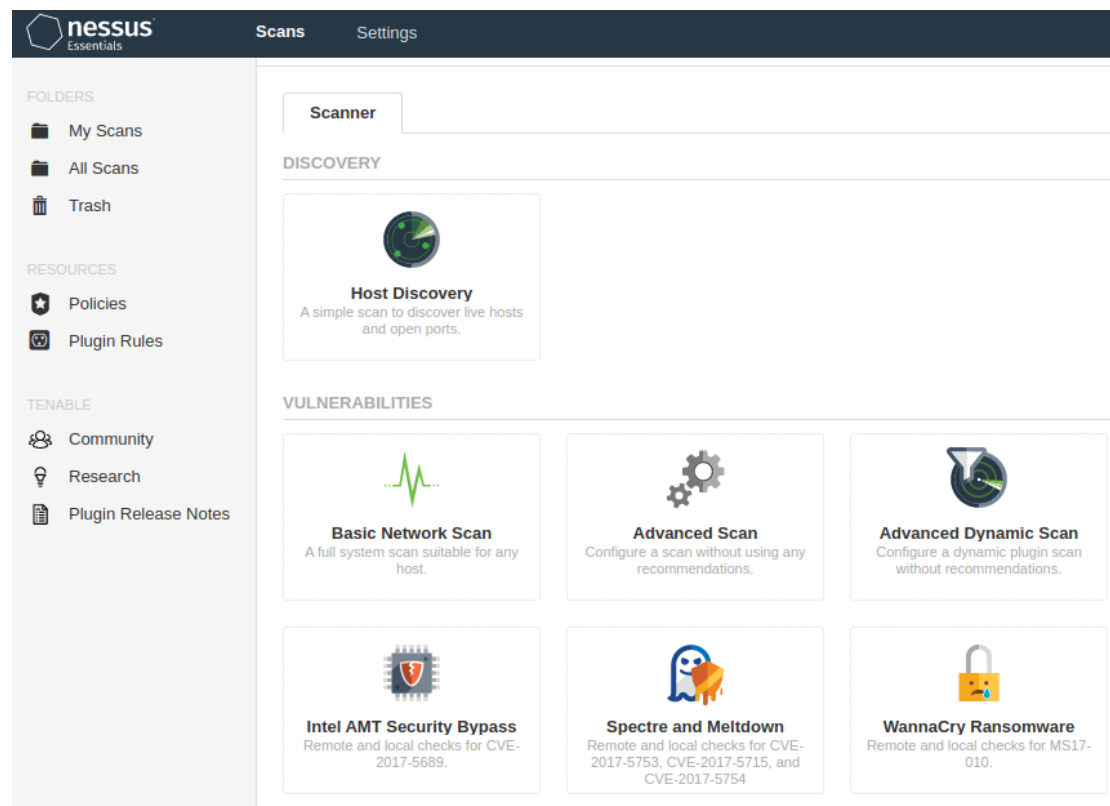 nessus
Essentials
Scans
Settings
FOLDERS
My Scans
All Scans
Trash
RESOURCES
Policies
Plugin Rules
TENABLE
Community
Research
Plugin Release Notes
Scanner
DISCOVERY
Host Discovery
A simple scan to discover live hosts
and open ports.
VULNERABILITIES
Basic Network Scan
A full system scan suitable for any
host.
Advanced Scan
Configure a scan without using any
recommendations.
Advanced Dynamic Scan
Configure a dynamic plugin scan
without recommendations.
Intel AMT Security Bypass
Remote and local checks for CVE-
2017-5689.
Spectre and Meltdown
Remote and local checks for CVE-
2017-5753, CVE-2017-5715, and
CVE-2017-5754
WannaCry Ransomware
Remote and local checks for MS17-
010.